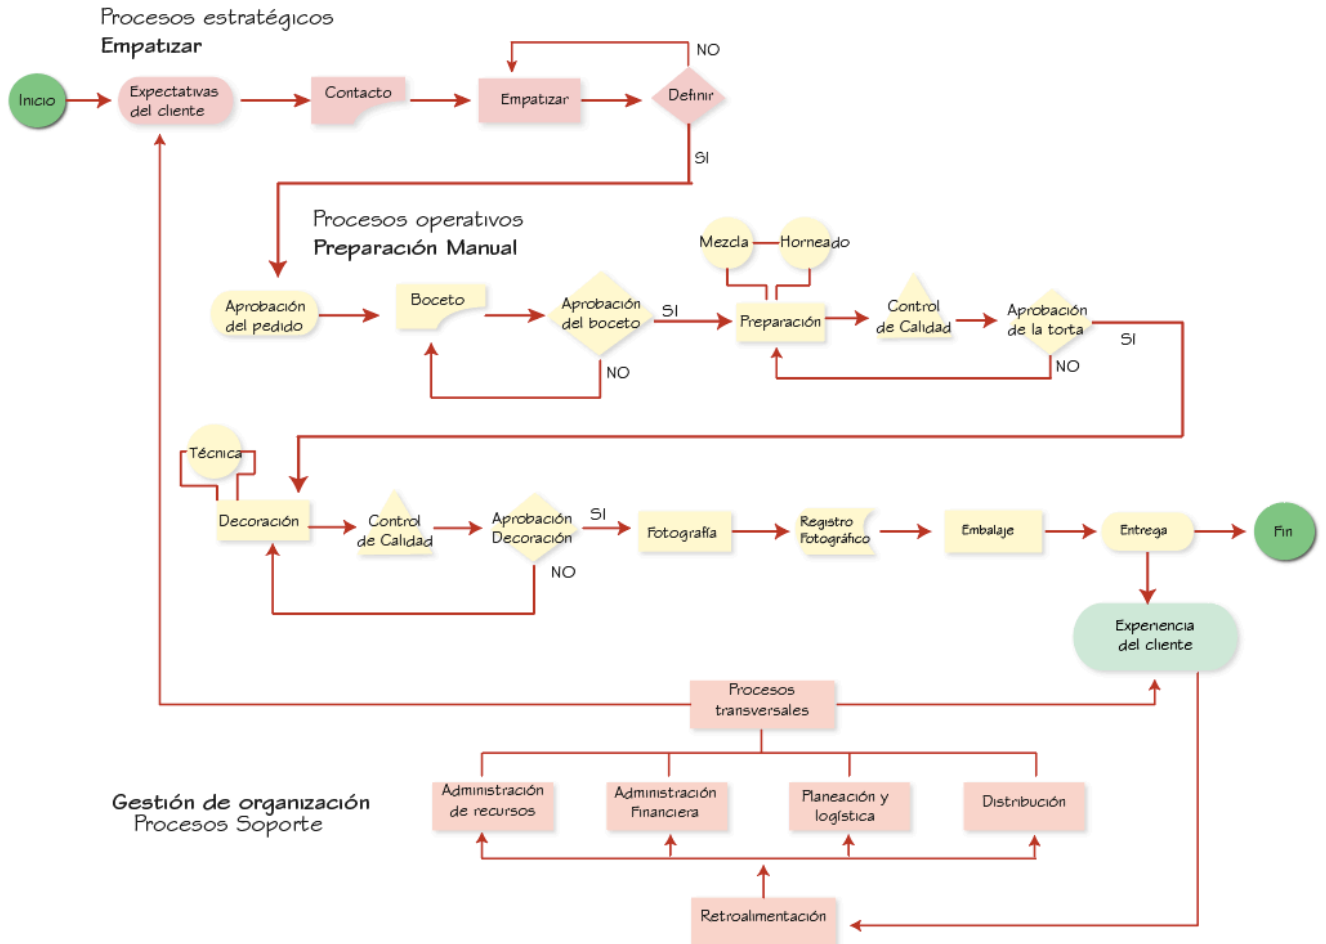 Procesos estratégicos
Empatizar
NO
Inicio
Expectativas
del cliente
Contacto
Empatizar
Definir
SI
Procesos operativos
Preparación Manual
Mezcla
Horneado
Aprobación
del pedido
Boceto
Aprobación
del boceto
SI
NO
Preparación
Control
de Calidad
Aprobación
de la torta
SI
NO
Técnica
Decoración
Control
de Calidad
Aprobación
Decoración
SI
NO
Fotografía
Registro
Fotográfico
Embalaje
Entrega
Fin
Experiencia
del cliente
Procesos
transversales
Gestión de organización
Procesos Soporte
Administración
de recursos
Administración
Financiera
Planeación y
logística
Distribución
Retroalimentación